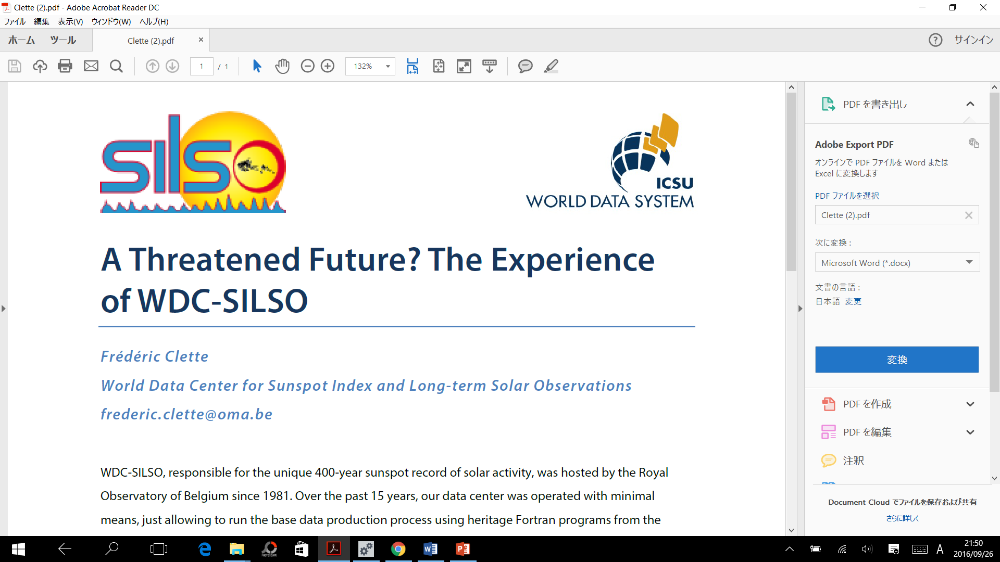 Clette (2).pdf - Adobe Acrobat Reader DC
ファイル 編集 表示(V) ウィンドウ(W) ヘルプ(H)
ホーム ツール Clette (2).pdf サインイン
1 / 1 132%
silso
ICSU
WORLD DATA SYSTEM
A Threatened Future? The Experience
of WDC-SILSO
Frédéric Clette
World Data Center for Sunspot Index and Long-term Solar Observations
frederic.clette@oma.be
WDC-SILSO, responsible for the unique 400-year sunspot record of solar activity, was hosted by the Royal
Observatory of Belgium since 1981. Over the past 15 years, our data center was operated with minimal
means, just allowing to run the base data production process using heritage Fortran programs from the
PDF を書き出し
Adobe Export PDF
オンラインで PDF ファイルを Word または
Excel に変換します
PDF ファイルを選択
Clette (2).pdf
次に変換 :
Microsoft Word (*.docx)
文書の言語 :
日本語 変更
変換
PDF を作成
PDF を編集
注釈
Document Cloud でファイルを保存および共有
さらに詳しく
A
21:50
2016/09/26